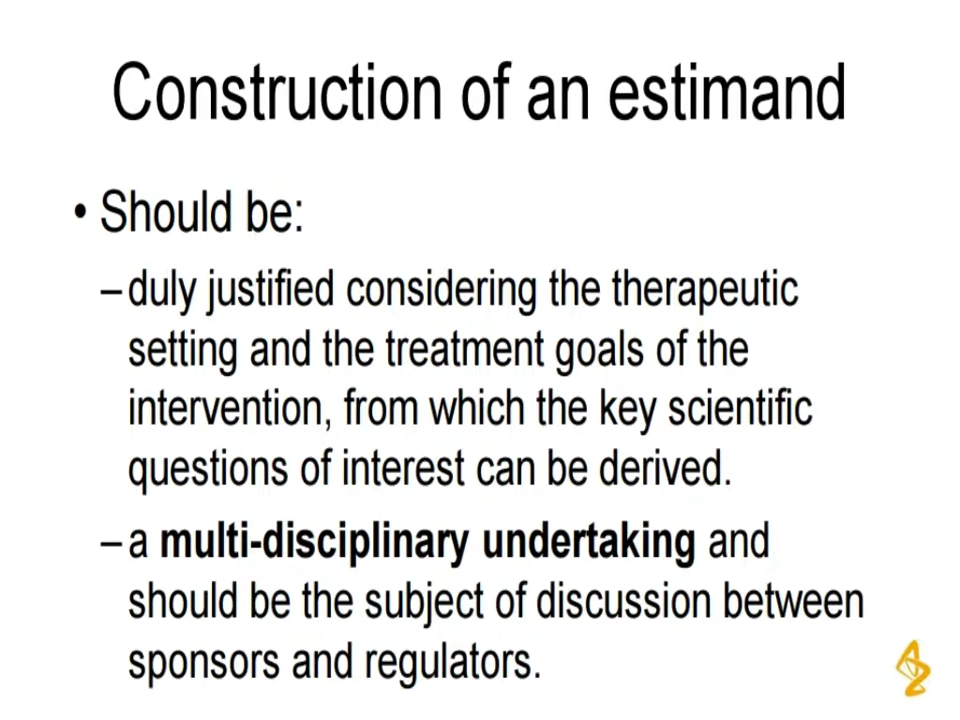 Construction of an estimand
• Should be:
– duly justified considering the therapeutic
setting and the treatment goals of the
intervention, from which the key scientific
questions of interest can be derived.
– a multi-disciplinary undertaking and
should be the subject of discussion between
sponsors and regulators.